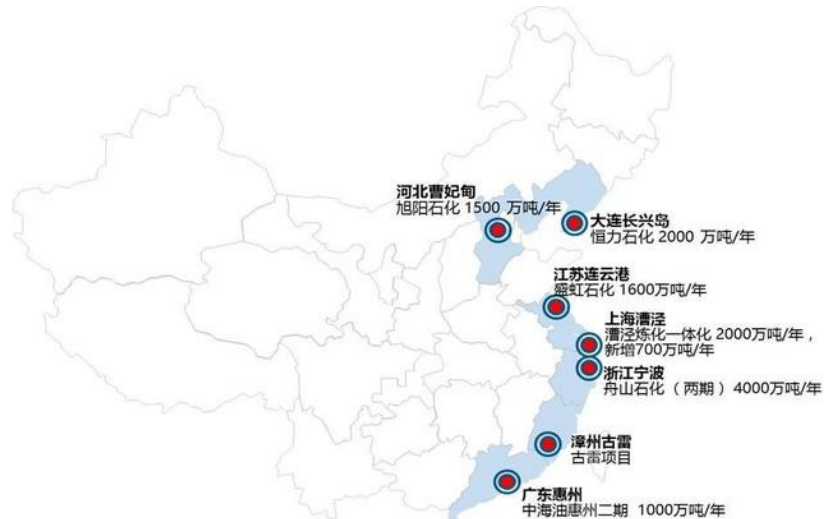 河北曹妃甸
旭阳石化 1500 万吨/年
大连长兴岛
恒力石化 2000 万吨/年
江苏连云港
盛虹石化 1600万吨/年
上海漕泾
漕泾炼化一体化 2000万吨/年，
新增700万吨/年
浙江宁波
舟山石化（两期）4000万吨/年
漳州古雷
古雷项目
广东惠州
中海油惠州二期 1000万吨/年